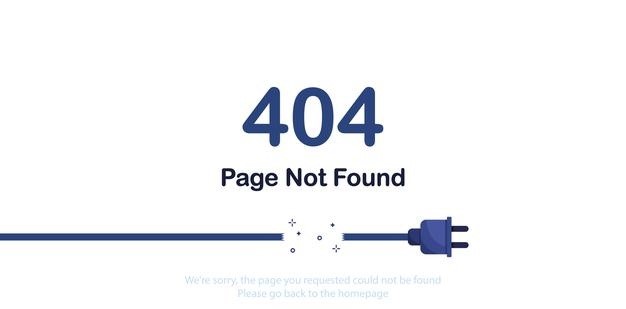 404
Page Not Found
We're sorry, the page you requested could not be found
Please go back to the homepage